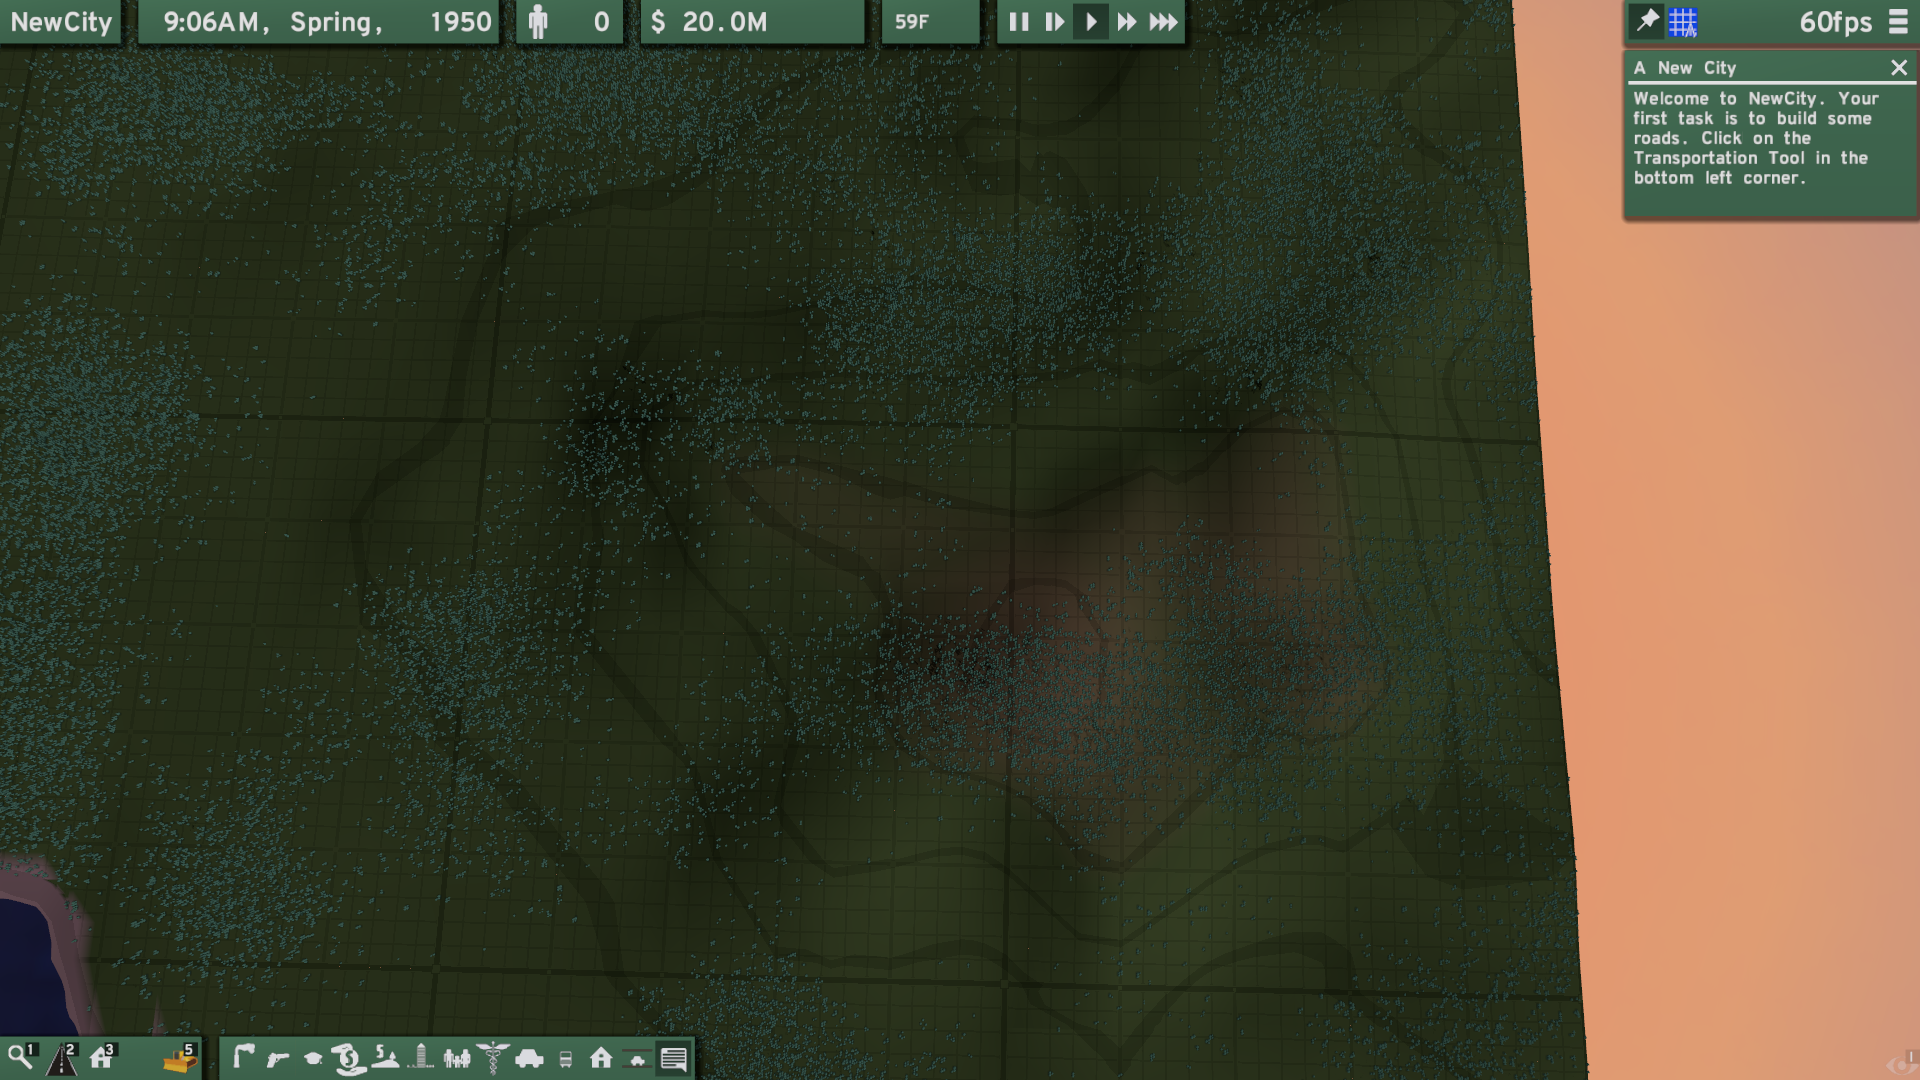 NewCity
9:06AM, Spring, 1950
0
$ 20.0M
59F
60fps
A New City
Welcome to NewCity. Your
first task is to build some
roads. Click on the
Transportation Tool in the
bottom left corner.
1 2 3 5